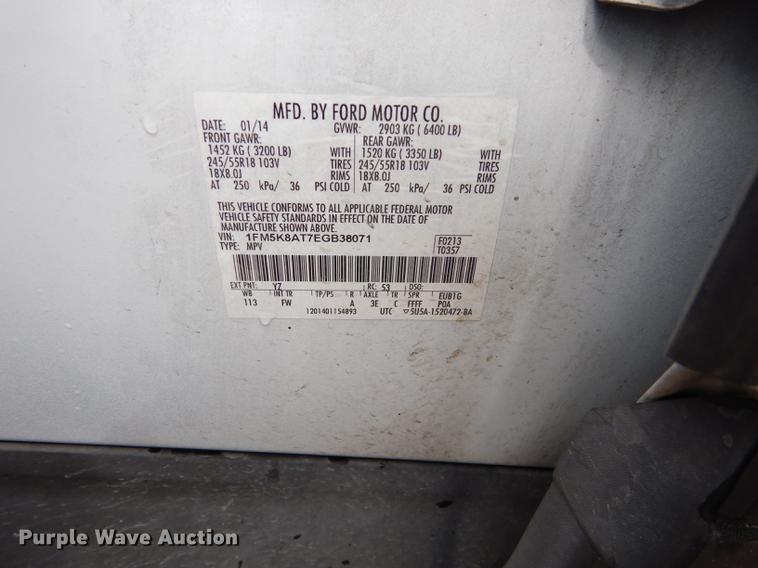 MFD. BY FORD MOTOR CO.
DATE: 01/14 GVWR: 2903 KG ( 6400 LB)
FRONT GAWR: REAR GAWR:
1452 KG ( 3200 LB) WITH 1520 KG ( 3350 LB) WITH
245/55R18 103V TIRES 245/55R18 103V TIRES
18X8.0J RIMS 18X8.0J RIMS
AT 250 kPa/ 36 PSI COLD AT 250 kPa/ 36 PSI COLD
THIS VEHICLE CONFORMS TO ALL APPLICABLE FEDERAL MOTOR
VEHICLE SAFETY STANDARDS IN EFFECT ON THE DATE OF
MANUFACTURE SHOWN ABOVE.
VIN: 1FM5K8AT7EGB38071 F0213
TYPE: MPV T0357
EXT PNT: YZ RC: 53 DSO:
WB INT TR TP/PS R AXLE TR SPR EUB1G
113 FW A 3E C FFFF POA
1201401154893 UTC ▽5U5A-1520472-BA
Purple Wave Auction